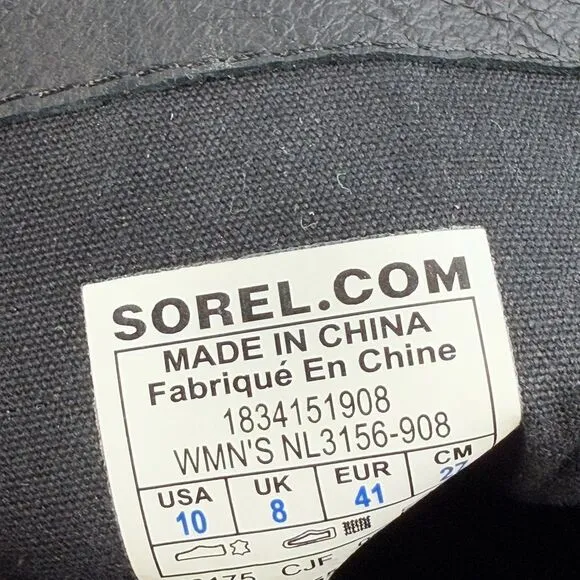 SOREL.COM
MADE IN CHINA
Fabriqué En Chine
1834151908
WMN'S NL3156-908
USA UK EUR CM
10 8 41
CJF